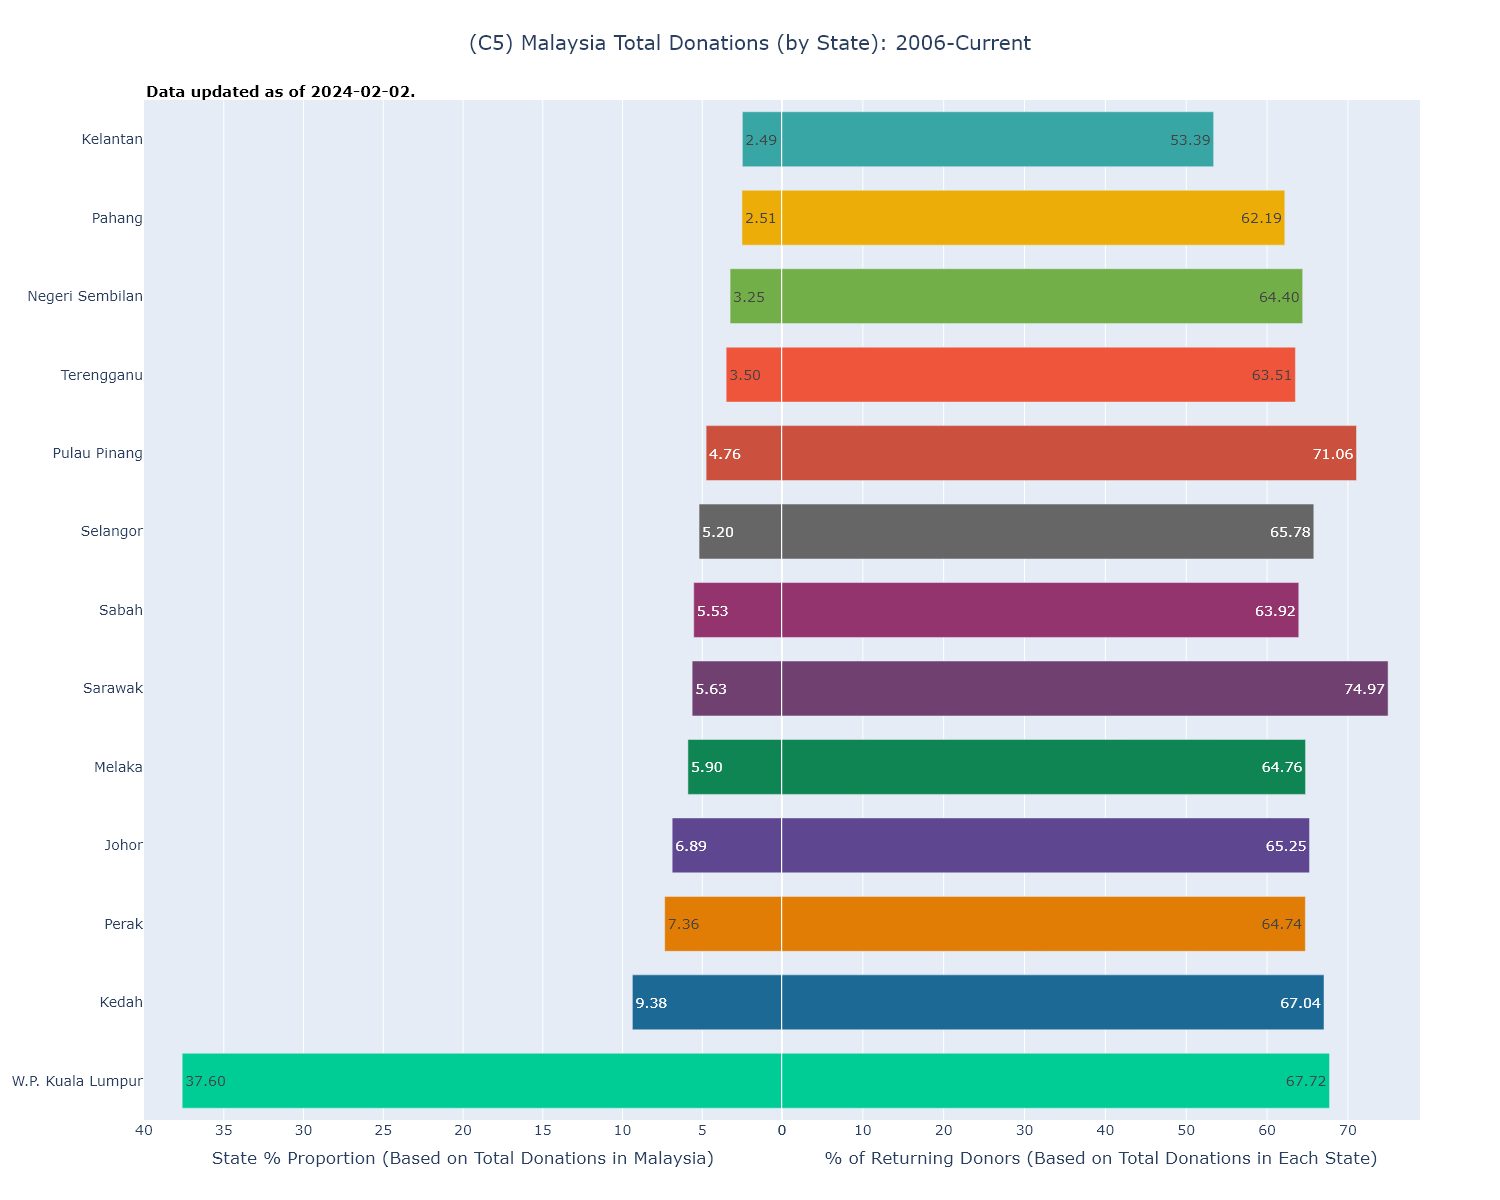 (C5) Malaysia Total Donations (by State): 2006-Current
Data updated as of 2024-02-02.
Kelantan 2.49 53.39
Pahang 2.51 62.19
Negeri Sembilan 3.25 64.40
Terengganu 3.50 63.51
Pulau Pinang 4.76 71.06
Selangor 5.20 65.78
Sabah 5.53 63.92
Sarawak 5.63 74.97
Melaka 5.90 64.76
Johor 6.89 65.25
Perak 7.36 64.74
Kedah 9.38 67.04
W.P. Kuala Lumpur 37.60 67.72
40 35 30 25 20 15 10 5 0 10 20 30 40 50 60 70
State % Proportion (Based on Total Donations in Malaysia) % of Returning Donors (Based on Total Donations in Each State)